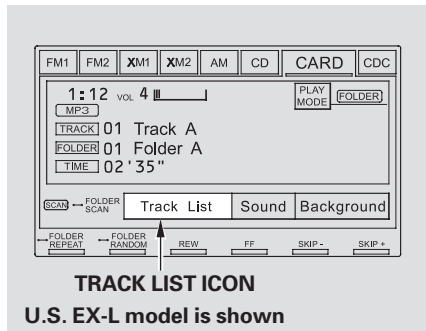 FM1 FM2 XM1 XM2 AM CD CARD CDC
1:12 VOL 4 PLAY MODE FOLDER
MP3
TRACK 01 Track A
FOLDER 01 Folder A
TIME 02'35"
SCAN FOLDER SCAN Track List Sound Background
FOLDER REPEAT FOLDER RANDOM REW FF SKIP - SKIP +
TRACK LIST ICON
U.S. EX-L model is shown